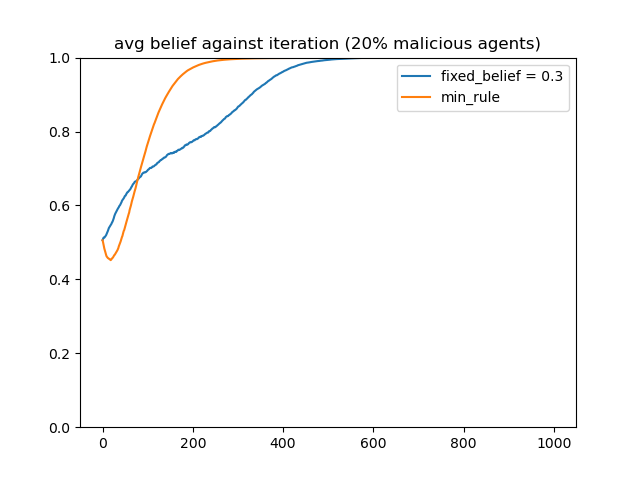 avg belief against iteration (20% malicious agents)
1.0
0.8
0.6
0.4
0.2
0.0
fixed_belief = 0.3
min_rule
0 200 400 600 800 1000